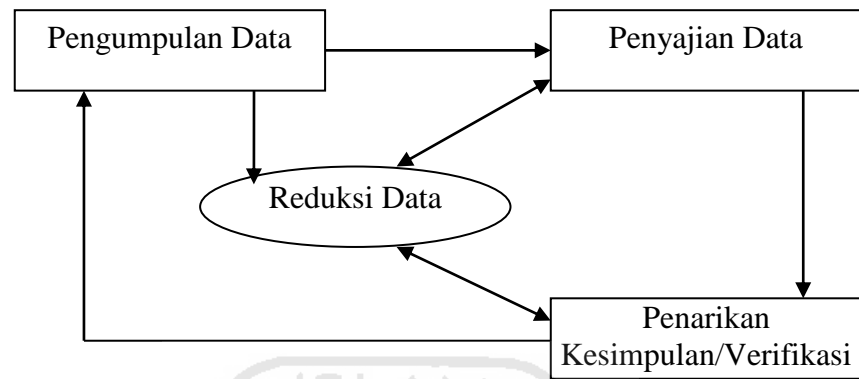 Pengumpulan Data
Penyajian Data
Reduksi Data
Penarikan
Kesimpulan/Verifikasi